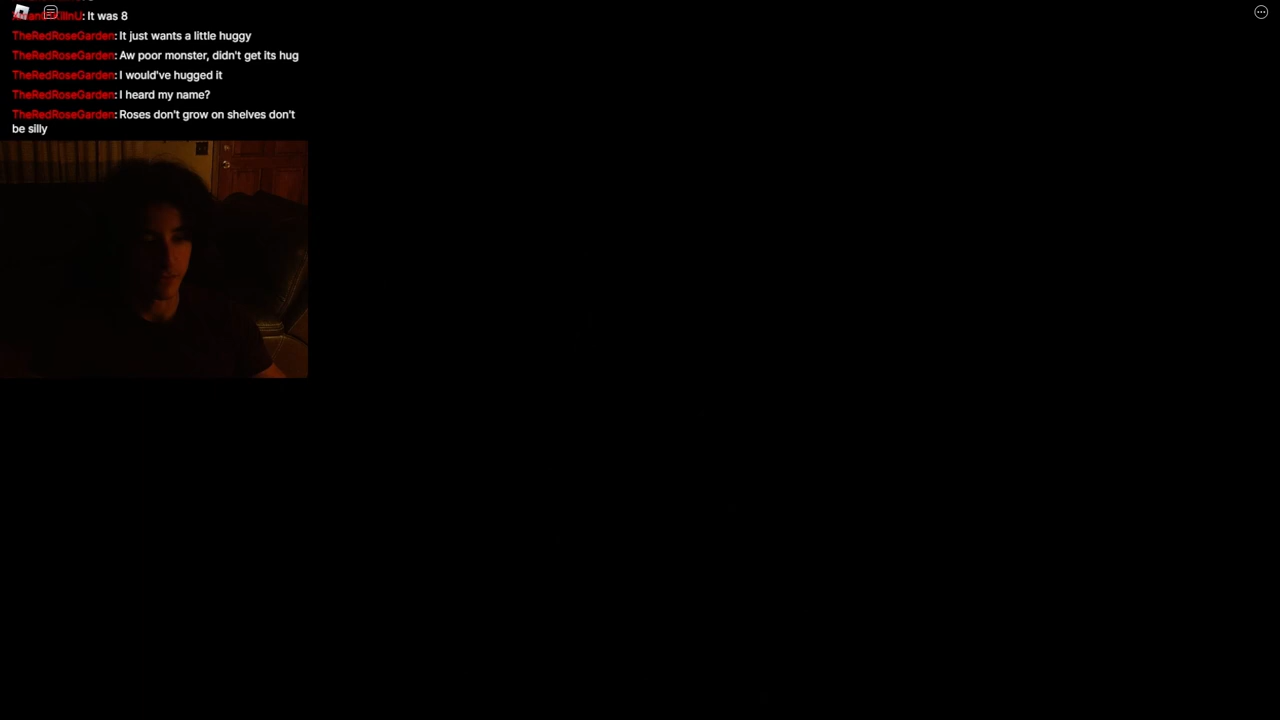 : It was 8
TheRedRoseGarden: It just wants a little huggy
TheRedRoseGarden: Aw poor monster, didn't get its hug
TheRedRoseGarden: I would've hugged it
TheRedRoseGarden: I heard my name?
TheRedRoseGarden: Roses don't grow on shelves don't
be silly